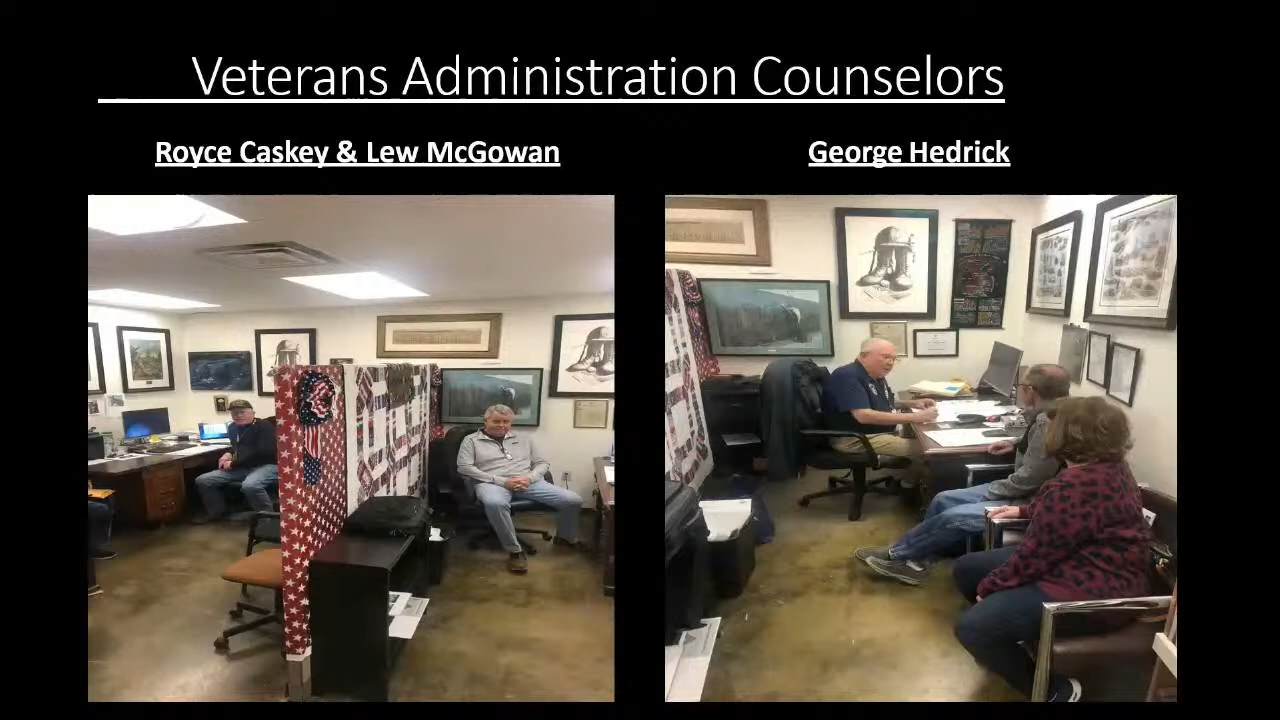 Veterans Administration Counselors
Royce Caskey & Lew McGowan
George Hedrick